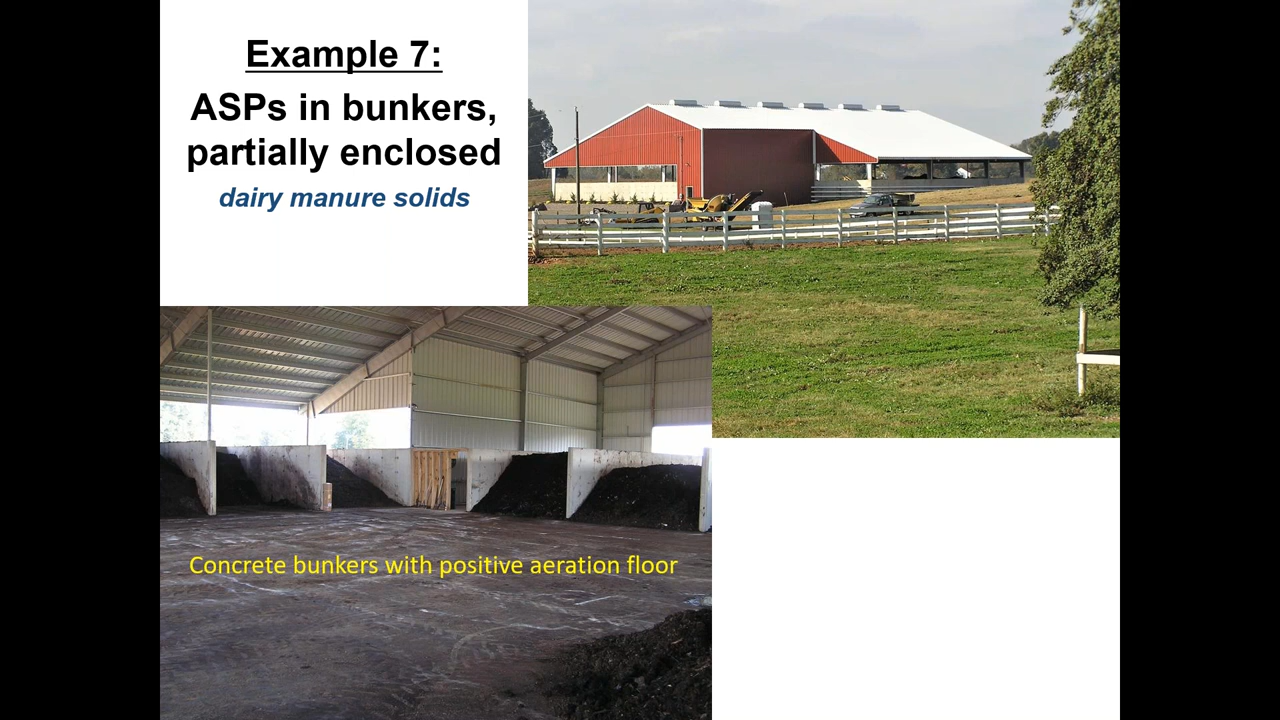 Example 7:
ASPs in bunkers,
partially enclosed
dairy manure solids
Concrete bunkers with positive aeration floor